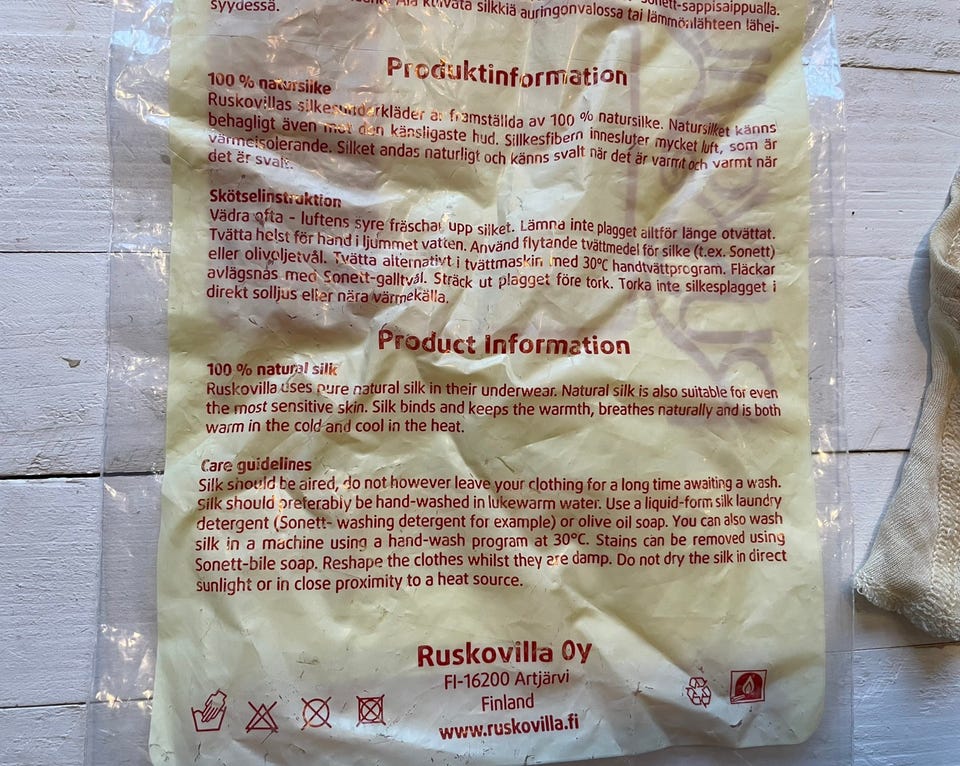 Sonett-sappisaippualla.
Älä kuivata silkkiä auringonvalossa tai lämmönlähteen lähei-
syydessä.
Produktinformation
100 % natursilke
Ruskovillas silkesunderkläder är framställda av 100 % natursilke. Natursilket känns
behagligt även mot den känsligaste hud. Sillkesfibern innesluter mycket luft, som är
värmeisolerande. Silket andas naturligt och känns svalt när det är varmt och varmt när
det är svalt.
Skötselinstruktion
Vädra ofta - luftens syre fräschar upp silket. Lämna inte plagget alltför länge otvättat.
Tvätta helst för hand i ljummet vatten. Använd flytande tvättmedel för silke (t.ex. Sonett)
eller olivoljetvål. Tvätta alternativt i tvättmaskin med 30°C handtvättprogram. Fläckar
avlägsnas med Sonett-galltvål. Sträck ut plagget före tork. Torka inte silkesplagget i
direkt solljus eller nära värmekälla.
Product Information
100 % natural silk
Ruskovilla uses pure natural silk in their underwear. Natural silk is also suitable for even
the most sensitive skin. Silk binds and keeps the warmth, breathes naturally and is both
warm in the cold and cool in the heat.
Care guidelines
Silk should be aired, do not however leave your clothing for a long time awaiting a wash.
Silk should preferably be hand-washed in lukewarm water. Use a liquid-form silk laundry
detergent (Sonett- washing detergent for example) or olive oil soap. You can also wash
silk in a machine using a hand-wash program at 30°C. Stains can be removed using
Sonett-bile soap. Reshape the clothes whilst they are damp. Do not dry the silk in direct
sunlight or in close proximity to a heat source.
Ruskovilla Oy
FI-16200 Artjärvi
Finland
www.ruskovilla.fi